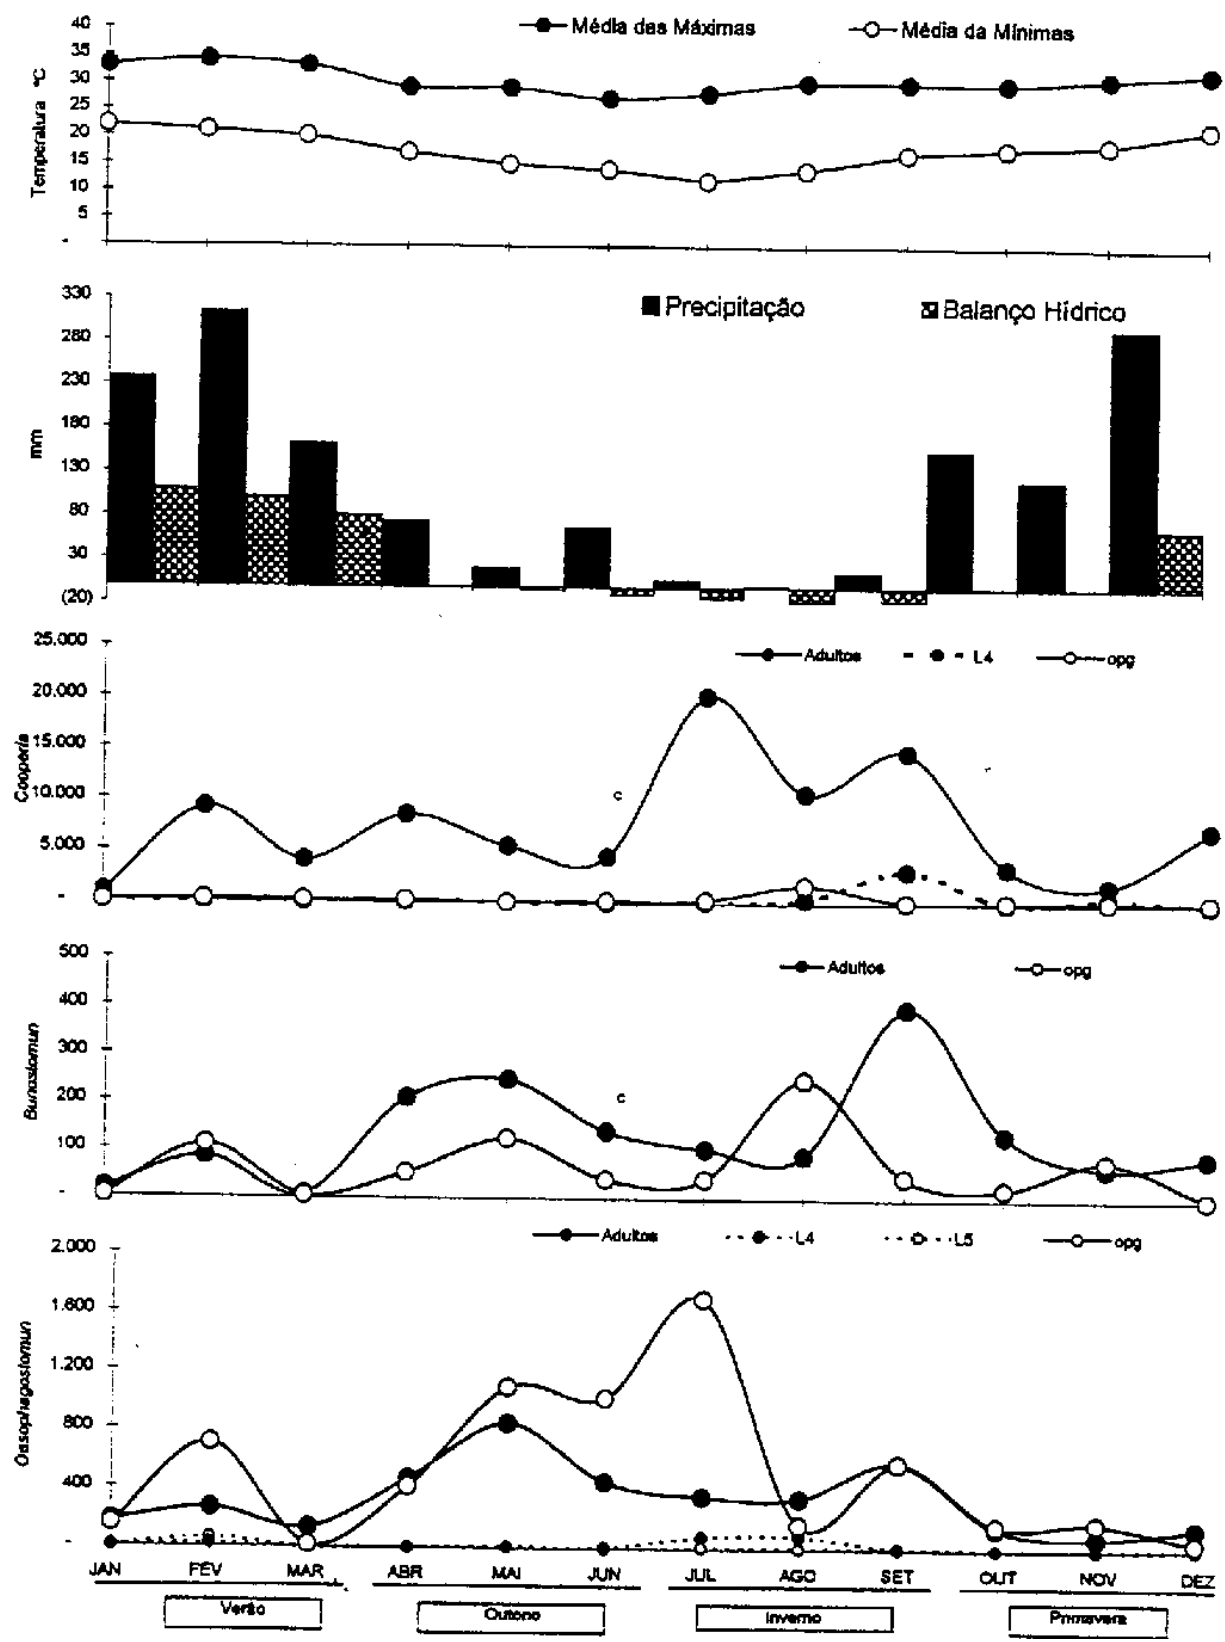 Média das Máximas
Média da Mínimas
Temperatura °C
40
35
30
25
20
15
10
5
-
Precipitação
Balanço Hídrico
mm
330
280
230
180
130
80
30
(20)
Adultos
L4
opg
Cooperia
25.000
20.000
15.000
10.000
5.000
-
c
Adultos
opg
Bunostomun
500
400
300
200
100
-
c
Adultos
L4
L5
opg
Oesophagostomun
2.000
1.600
1.200
800
400
-
JAN FEV MAR ABR MAI JUN JUL AGO SET OUT NOV DEZ
Verão Outono Inverno Primavera